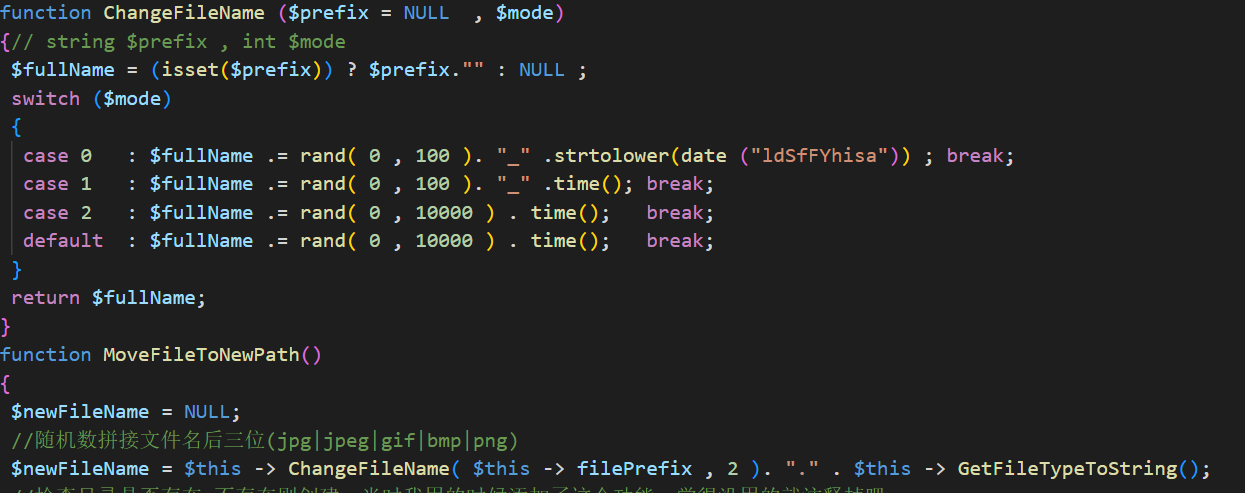 function ChangeFileName ($prefix = NULL  , $mode)
{// string $prefix , int $mode
$fullName = (isset($prefix)) ? $prefix."" : NULL ;
switch ($mode)
{
case 0   : $fullName .= rand( 0 , 100 ). "_" .strtolower(date ("ldSfFYhisa")) ; break;
case 1   : $fullName .= rand( 0 , 100 ). "_" .time(); break;
case 2   : $fullName .= rand( 0 , 10000 ) . time();   break;
default  : $fullName .= rand( 0 , 10000 ) . time();   break;
}
return $fullName;
}
function MoveFileToNewPath()
{
$newFileName = NULL;
//随机数拼接文件名后三位(jpg|jpeg|gif|bmp|png)
$newFileName = $this -> ChangeFileName( $this -> filePrefix , 2 ). "." . $this -> GetFileTypeToString();